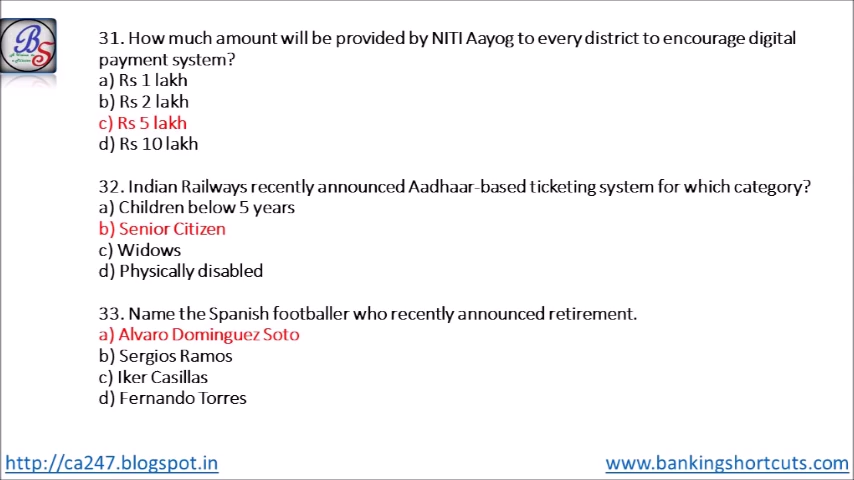 BS
31. How much amount will be provided by NITI Aayog to every district to encourage digital
payment system?
a) Rs 1 lakh
b) Rs 2 lakh
c) Rs 5 lakh
d) Rs 10 lakh
32. Indian Railways recently announced Aadhaar-based ticketing system for which category?
a) Children below 5 years
b) Senior Citizen
c) Widows
d) Physically disabled
33. Name the Spanish footballer who recently announced retirement.
a) Alvaro Dominguez Soto
b) Sergios Ramos
c) Iker Casillas
d) Fernando Torres
http://ca247.blogspot.in
www.bankingshortcuts.com